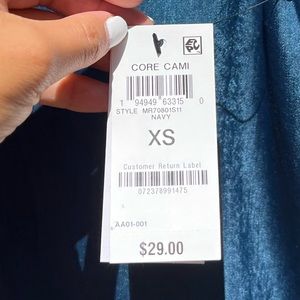 CORE CAMI
1 94949 63315 0
STYLE MR70801S11
NAVY
XS
Customer Return Label
072378991475
AA01-001
$29.00